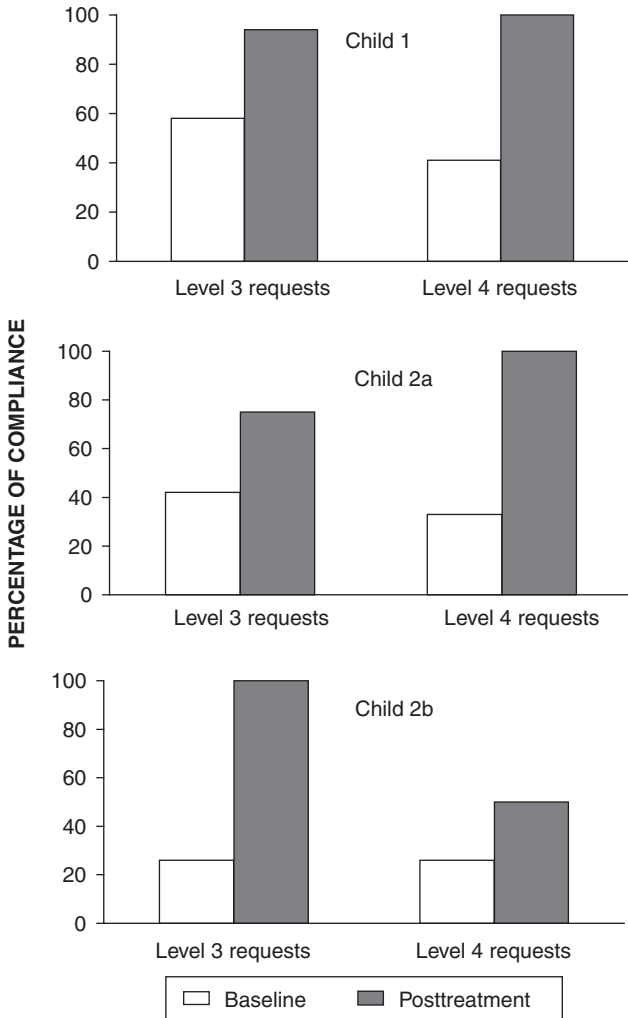 PERCENTAGE OF COMPLIANCE
100
80
60
40
20
0
Child 1
Level 3 requests Level 4 requests
100
80
60
40
20
0
Child 2a
Level 3 requests Level 4 requests
100
80
60
40
20
0
Child 2b
Level 3 requests Level 4 requests
Baseline Posttreatment